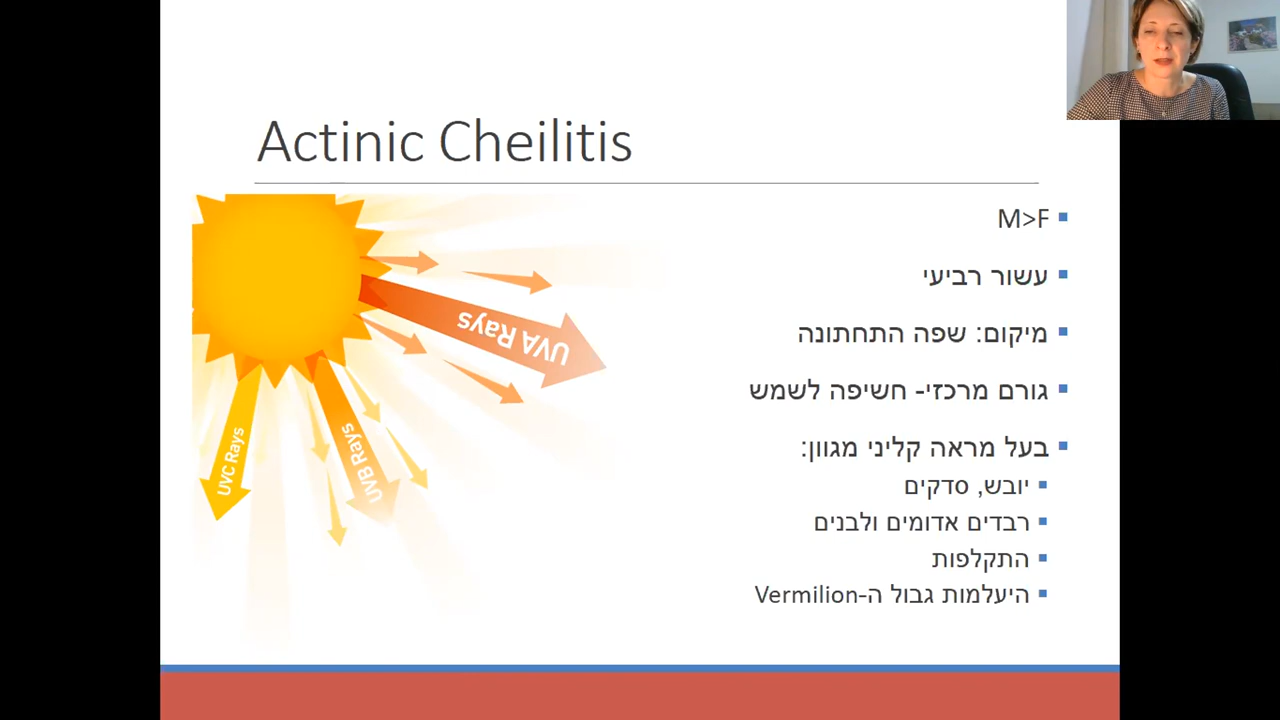 Actinic Cheilitis
M>F
עשור רביעי
מיקום: שפה התחתונה
גורם מרכזי- חשיפה לשמש
בעל מראה קליני מגוון:
יובש, סדקים
רבדים אדומים ולבנים
התקלפות
היעלמות גבול ה-Vermilion
UVA Rays
UVB Rays
UVC Rays